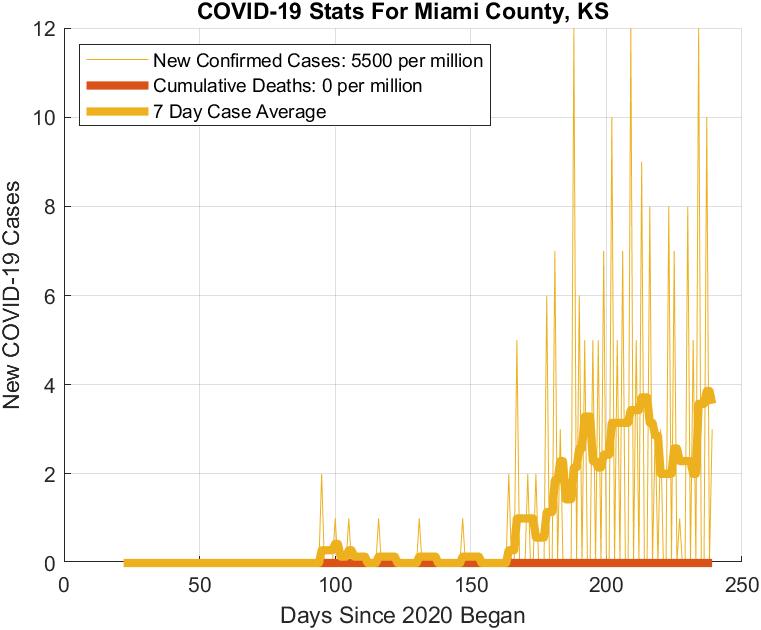 COVID-19 Stats For Miami County, KS
12
New Confirmed Cases: 5500 per million
Cumulative Deaths: 0 per million
7 Day Case Average
10
8
6
4
2
0
New COVID-19 Cases
0 50 100 150 200 250
Days Since 2020 Began